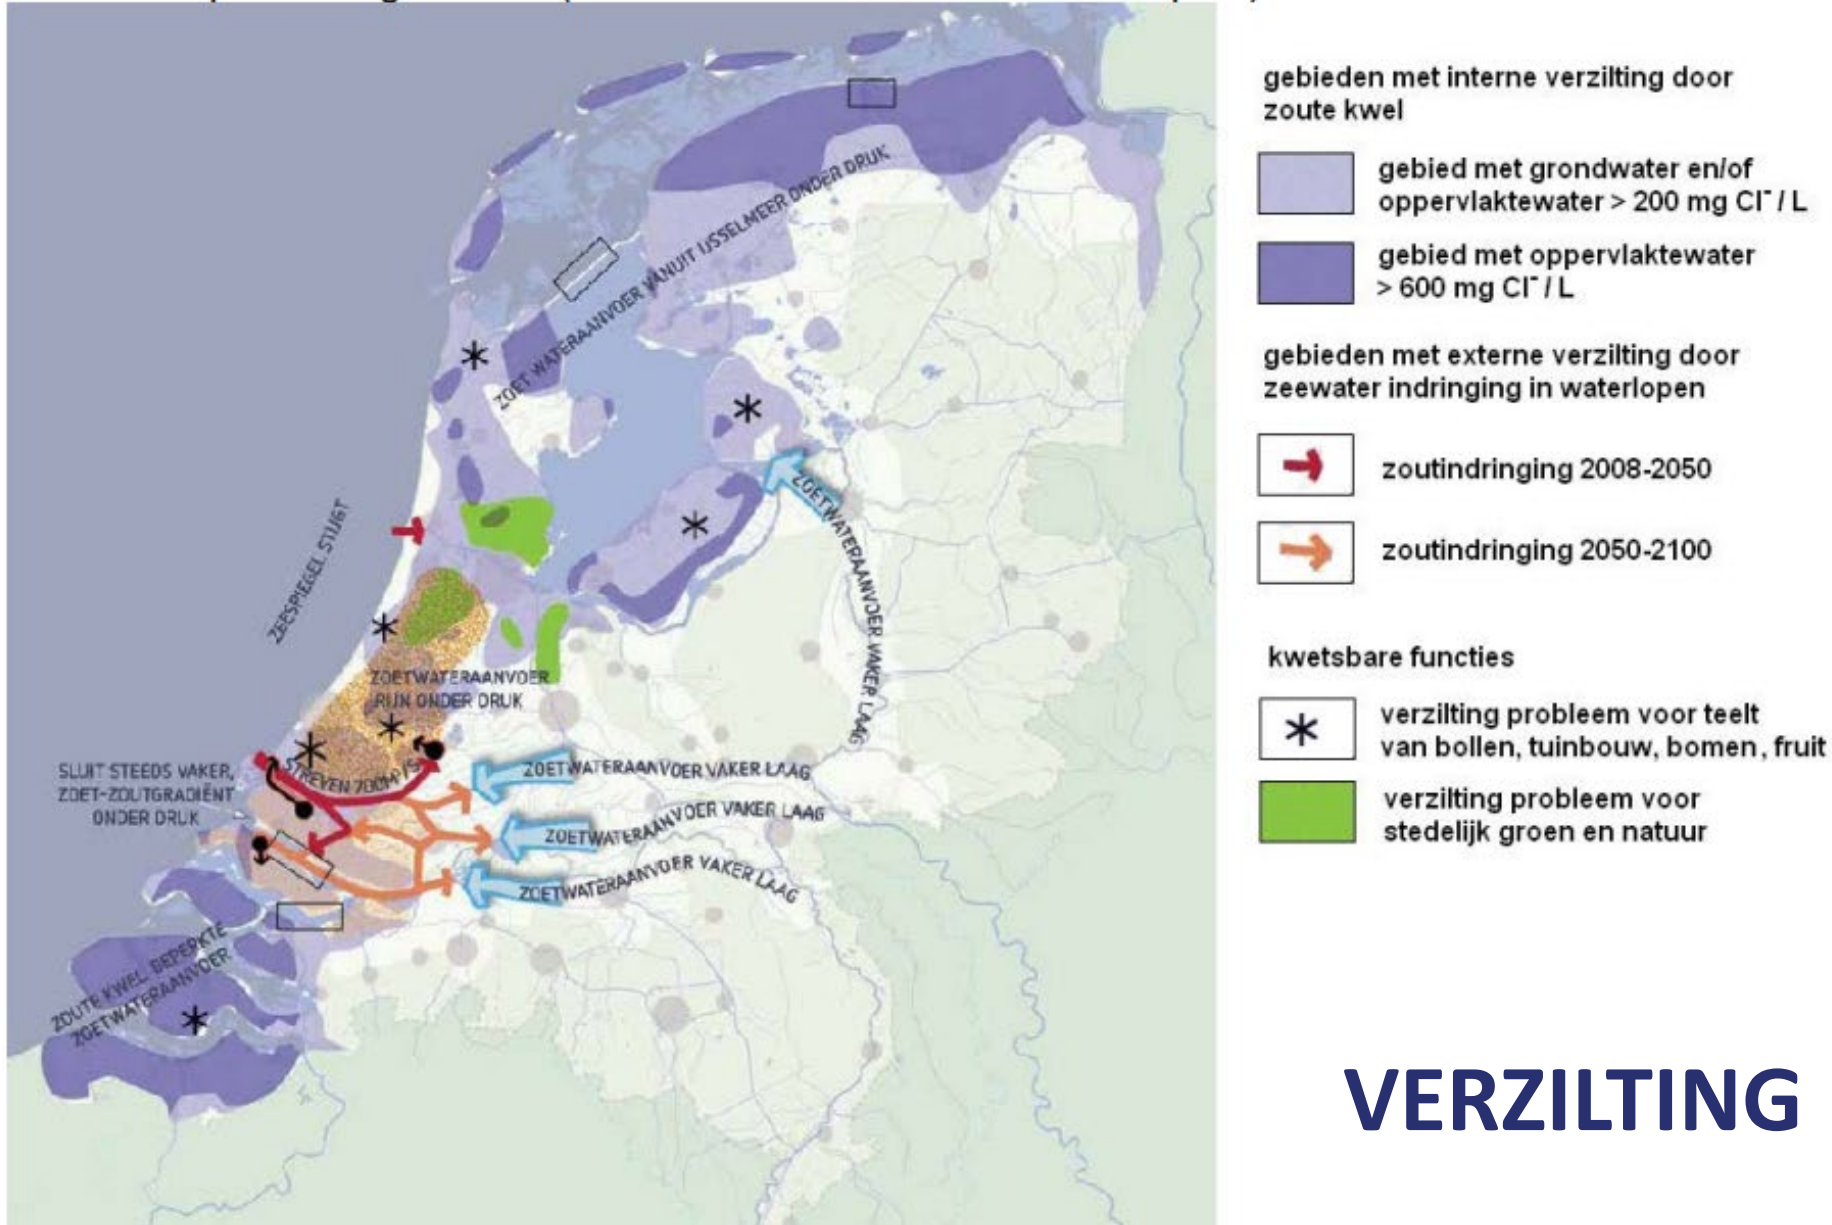 ZOET WATERAANVOER VANUIT IJSSELMEER ONDER DRUK
ZEESPIEGEL STIJGT
ZOETWATERAANVOER VAKER LAAG
ZOETWATERAANVOER
RIJN ONDER DRUK
SLUIT STEEDS VAKER,
ZOET-ZOUTGRADIËNT
ONDER DRUK
STREVEN 700M³/S
ZOETWATERAANVOER VAKER LAAG
ZOETWATERAANVOER VAKER LAAG
ZOETWATERAANVOER VAKER LAAG
ZOUTE KWEL BEPERKTE
ZOETWATERAANVOER
gebieden met interne verzilting door
zoute kwel
gebied met grondwater en/of
oppervlaktewater > 200 mg Cl⁻ / L
gebied met oppervlaktewater
> 600 mg Cl⁻ / L
gebieden met externe verzilting door
zeewater indringing in waterlopen
zoutindringing 2008-2050
zoutindringing 2050-2100
kwetsbare functies
verzilting probleem voor teelt
van bollen, tuinbouw, bomen, fruit
verzilting probleem voor
stedelijk groen en natuur
VERZILTING